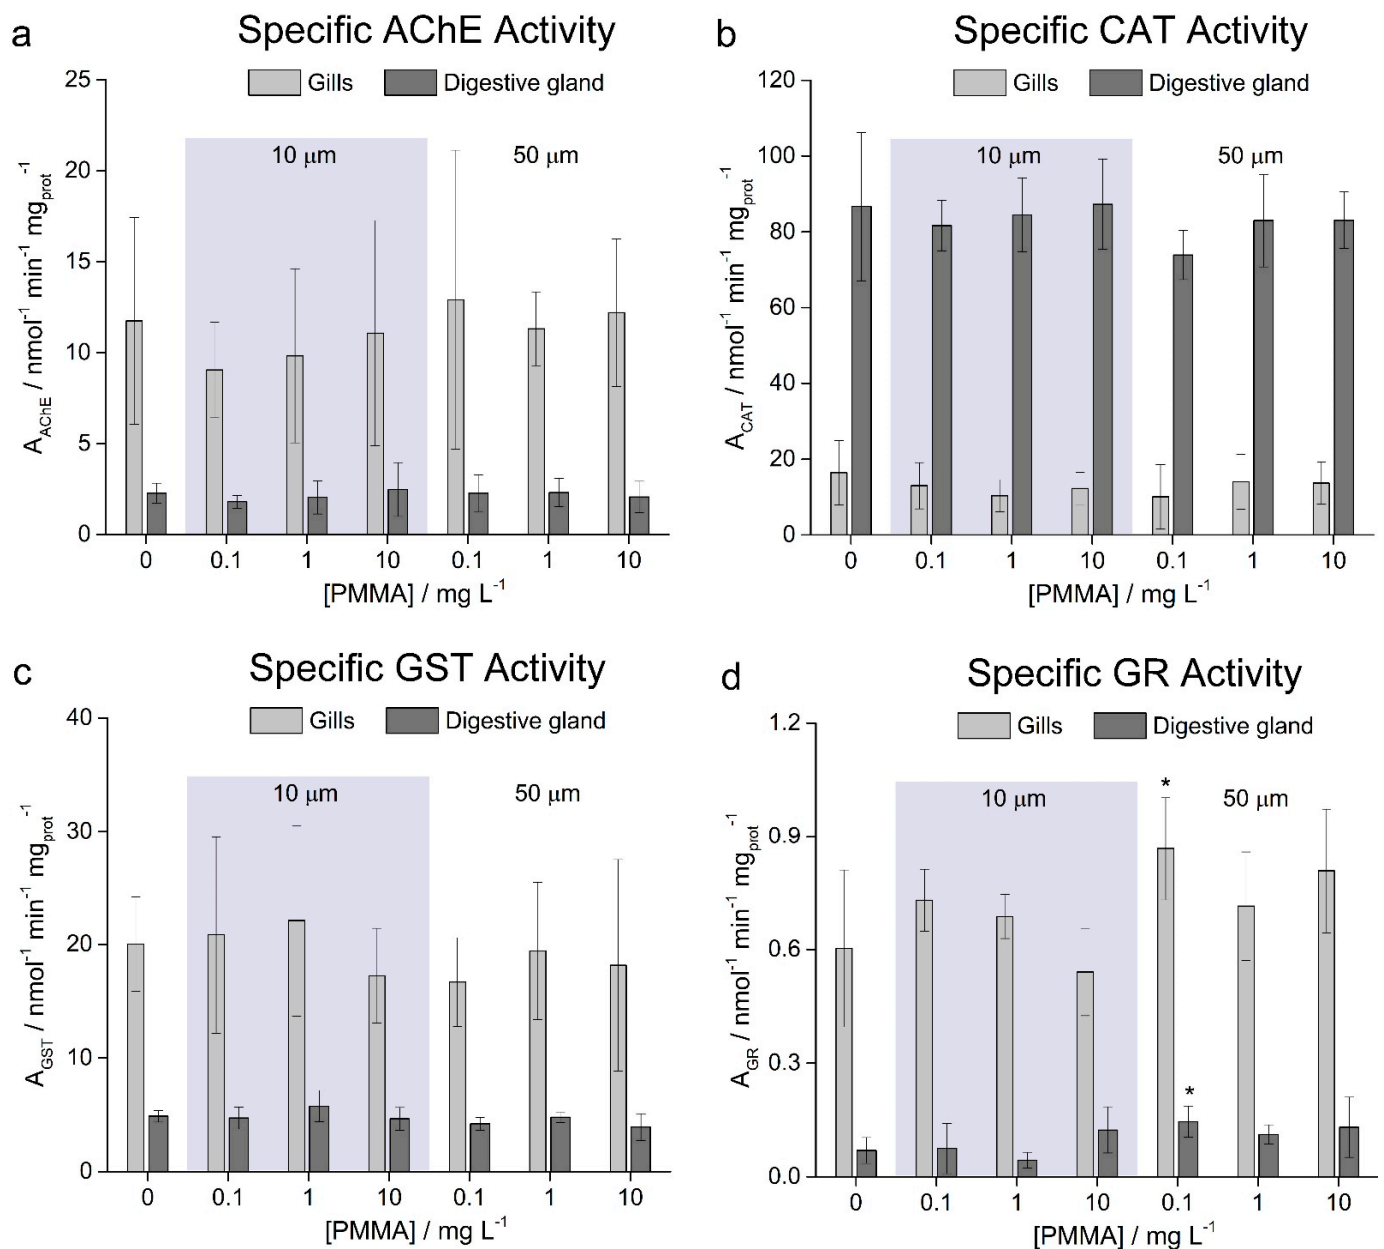 a
Specific AChE Activity
Gills
Digestive gland
10 μm
50 μm
25
20
15
10
5
0
A_AChE / nmol⁻¹ min⁻¹ mg_prot⁻¹
0 0.1 1 10 0.1 1 10
[PMMA] / mg L⁻¹
b
Specific CAT Activity
Gills
Digestive gland
10 μm
50 μm
120
100
80
60
40
20
0
A_CAT / nmol⁻¹ min⁻¹ mg_prot⁻¹
0 0.1 1 10 0.1 1 10
[PMMA] / mg L⁻¹
c
Specific GST Activity
Gills
Digestive gland
10 μm
50 μm
40
30
20
10
0
A_GST / nmol⁻¹ min⁻¹ mg_prot⁻¹
0 0.1 1 10 0.1 1 10
[PMMA] / mg L⁻¹
d
Specific GR Activity
Gills
Digestive gland
10 μm
50 μm
*
*
1.2
0.9
0.6
0.3
0.0
A_GR / nmol⁻¹ min⁻¹ mg_prot⁻¹
0 0.1 1 10 0.1 1 10
[PMMA] / mg L⁻¹